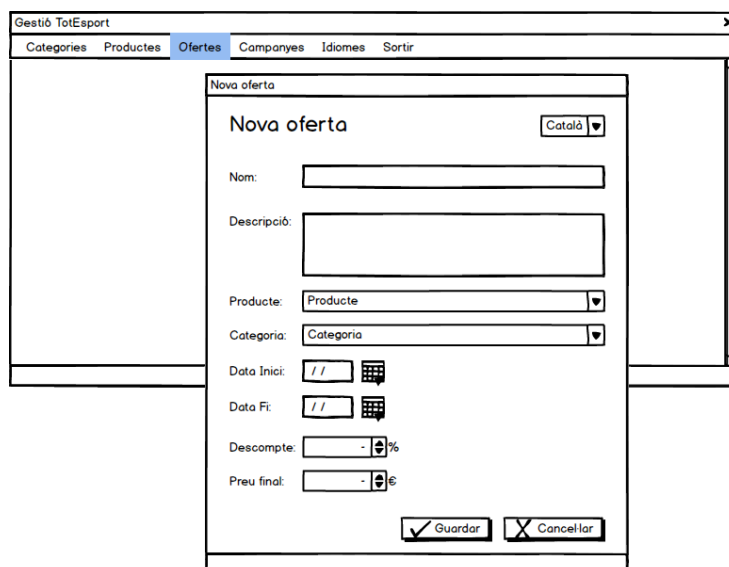 Gestió TotEsport
Categories Productes Ofertes Campanyes Idiomes Sortir
Nova oferta
Nova oferta Català
Nom:
Descripció:
Producte: Producte
Categoria: Categoria
Data Inici: / /
Data Fi: / /
Descompte: - %
Preu final: - €
Guardar Cancel·lar